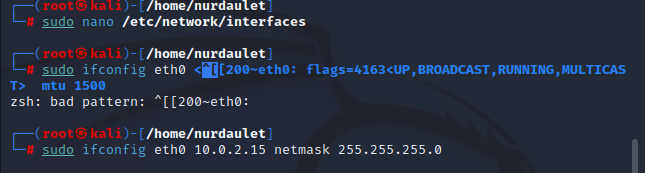 ┌──(root㉿kali)-[/home/nurdaulet]
└─# sudo nano /etc/network/interfaces
┌──(root㉿kali)-[/home/nurdaulet]
└─# sudo ifconfig eth0 <^[[200~eth0: flags=4163<UP,BROADCAST,RUNNING,MULTICAS
T>  mtu 1500
zsh: bad pattern: ^[[200~eth0:
┌──(root㉿kali)-[/home/nurdaulet]
└─# sudo ifconfig eth0 10.0.2.15 netmask 255.255.255.0